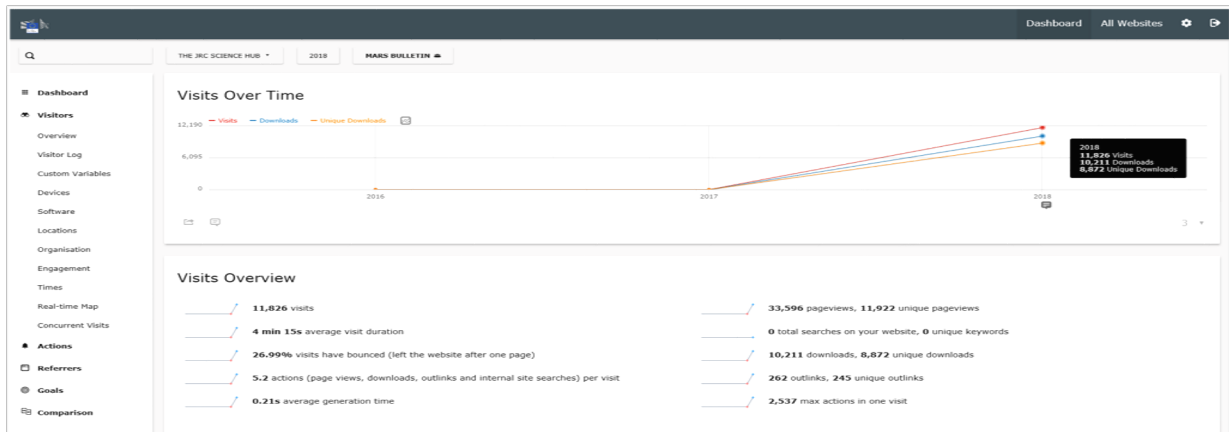 Dashboard All Websites
THE JRC SCIENCE HUB 2018 MARS BULLETIN
Dashboard
Visitors
Overview
Visitor Log
Custom Variables
Devices
Software
Locations
Organisation
Engagement
Times
Real-time Map
Concurrent Visits
Actions
Referrers
Goals
Comparison
Visits Over Time
Visits Downloads Unique Downloads
12,190
6,095
0
2016 2017 2018
2018
11,826 Visits
10,211 Downloads
8,872 Unique Downloads
3
Visits Overview
11,826 visits
4 min 15s average visit duration
26.99% visits have bounced (left the website after one page)
5.2 actions (page views, downloads, outlinks and internal site searches) per visit
0.21s average generation time
33,596 pageviews, 11,922 unique pageviews
0 total searches on your website, 0 unique keywords
10,211 downloads, 8,872 unique downloads
262 outlinks, 245 unique outlinks
2,537 max actions in one visit